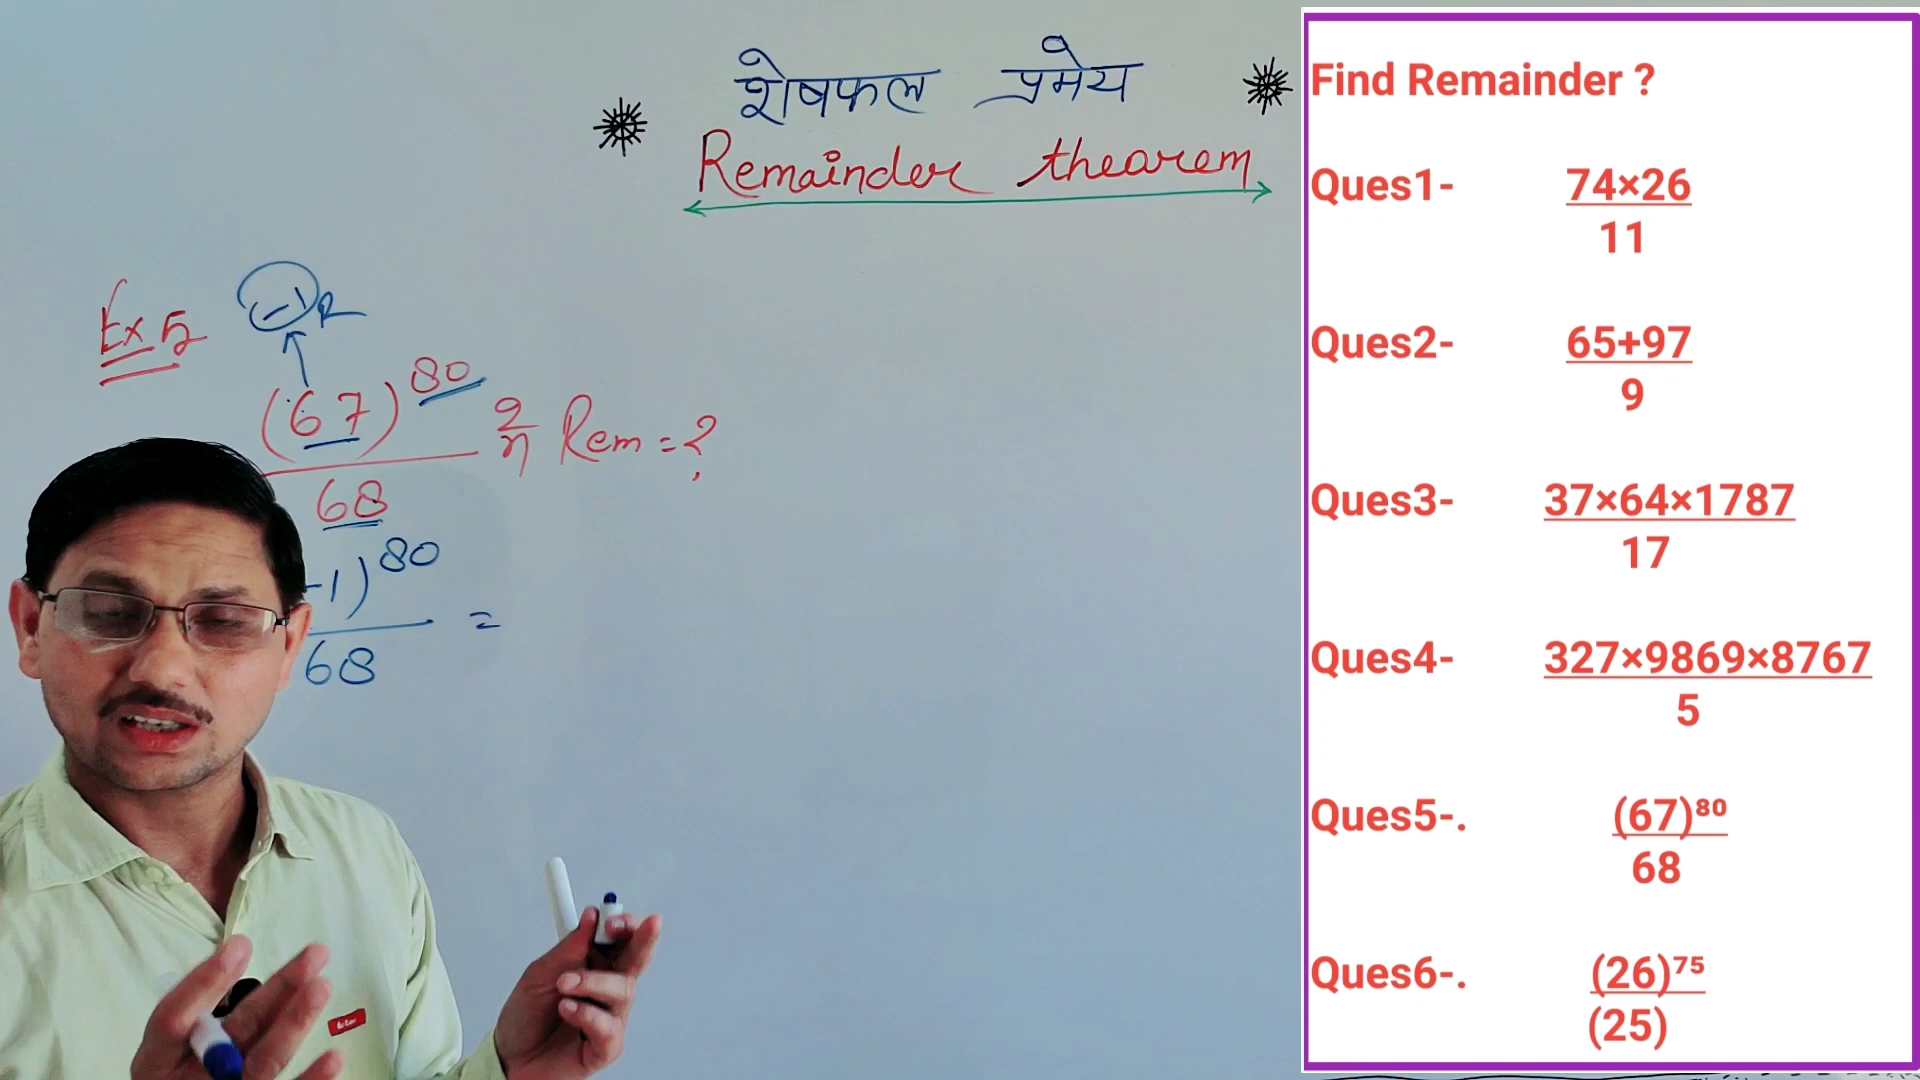 शेषफल प्रमेय
Remainder thearem
Ex 5
-1 R
(67)⁸⁰
68
Rem = ?
-1)⁸⁰
68
=
Find Remainder ?
Ques1- 74×26
11
Ques2- 65+97
9
Ques3- 37×64×1787
17
Ques4- 327×9869×8767
5
Ques5-. (67)⁸⁰
68
Ques6-. (26)⁷⁵
(25)